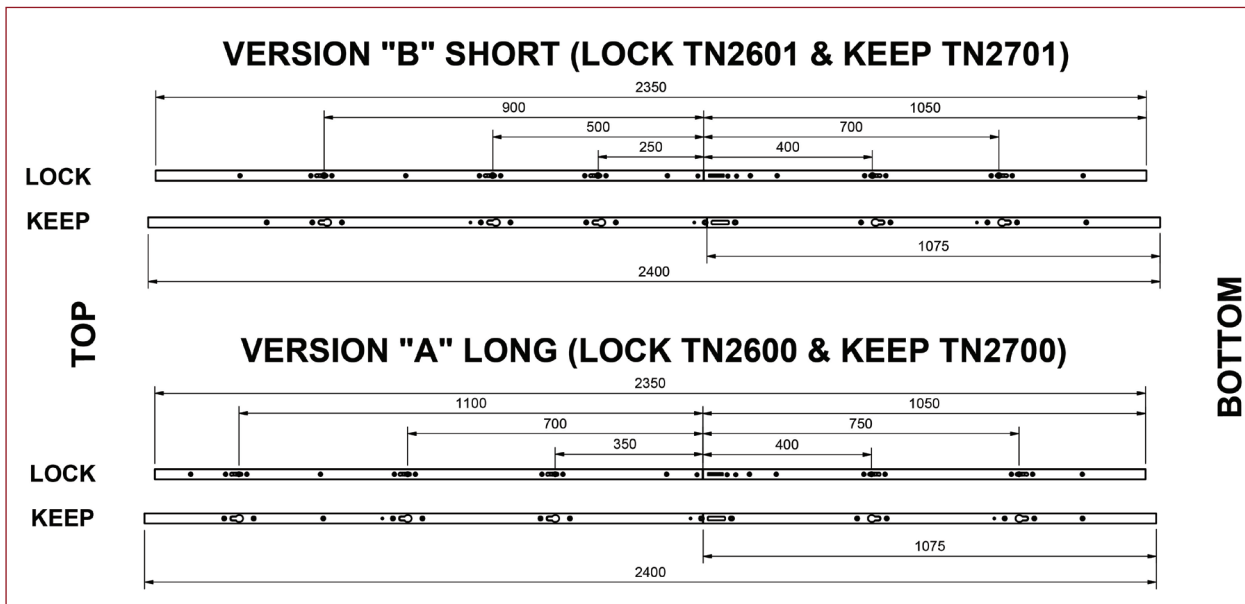 VERSION "B" SHORT (LOCK TN2601 & KEEP TN2701)
2350
900 1050
500 700
250 400
LOCK
KEEP
1075
2400
TOP
BOTTOM
VERSION "A" LONG (LOCK TN2600 & KEEP TN2700)
2350
1100 1050
700 750
350 400
LOCK
KEEP
1075
2400